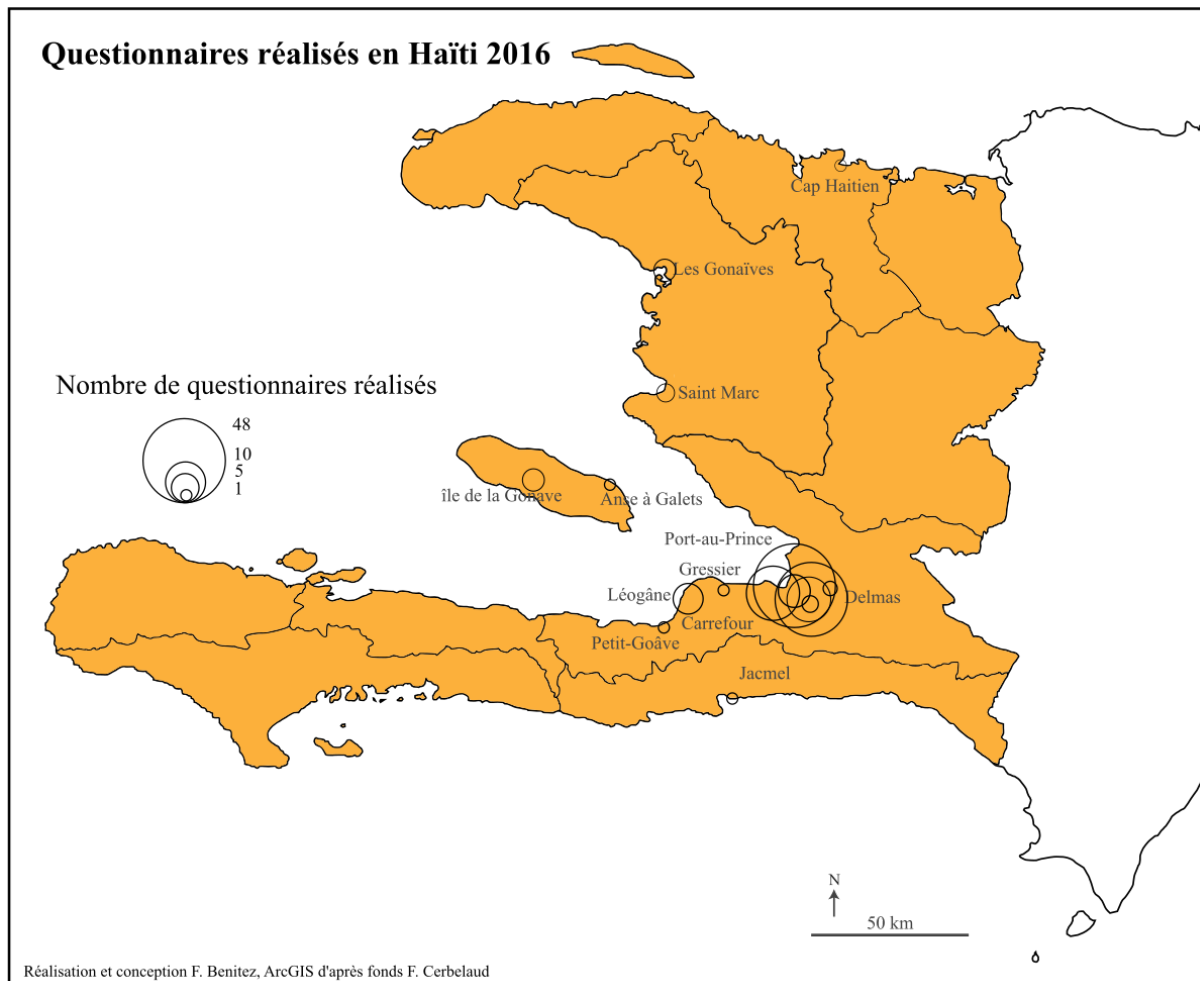 Questionnaires réalisés en Haïti 2016
Cap Haitien
Les Gonaïves
Nombre de questionnaires réalisés
48
10
5
1
Saint Marc
île de la Gonave
Anse à Galets
Port-au-Prince
Gressier
Léogâne
Delmas
Carrefour
Petit-Goâve
Jacmel
N
50 km
Réalisation et conception F. Benitez, ArcGIS d'après fonds F. Cerbelaud